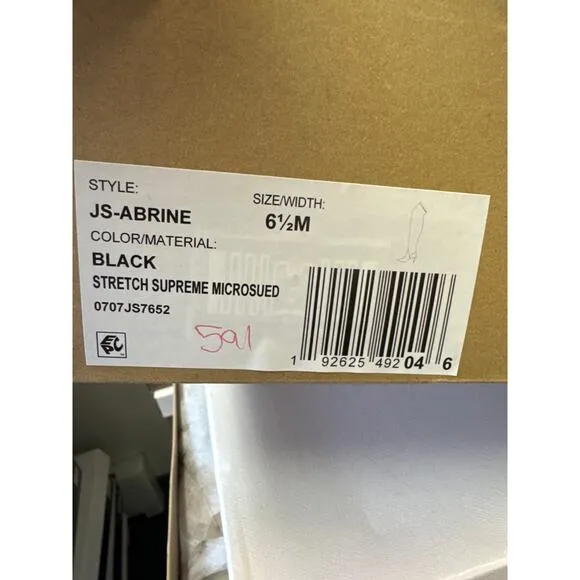 STYLE:
JS-ABRINE
SIZE/WIDTH:
6½M
COLOR/MATERIAL:
BLACK
STRETCH SUPREME MICROSUED
0707JS7652
591
1 92625 49204 6